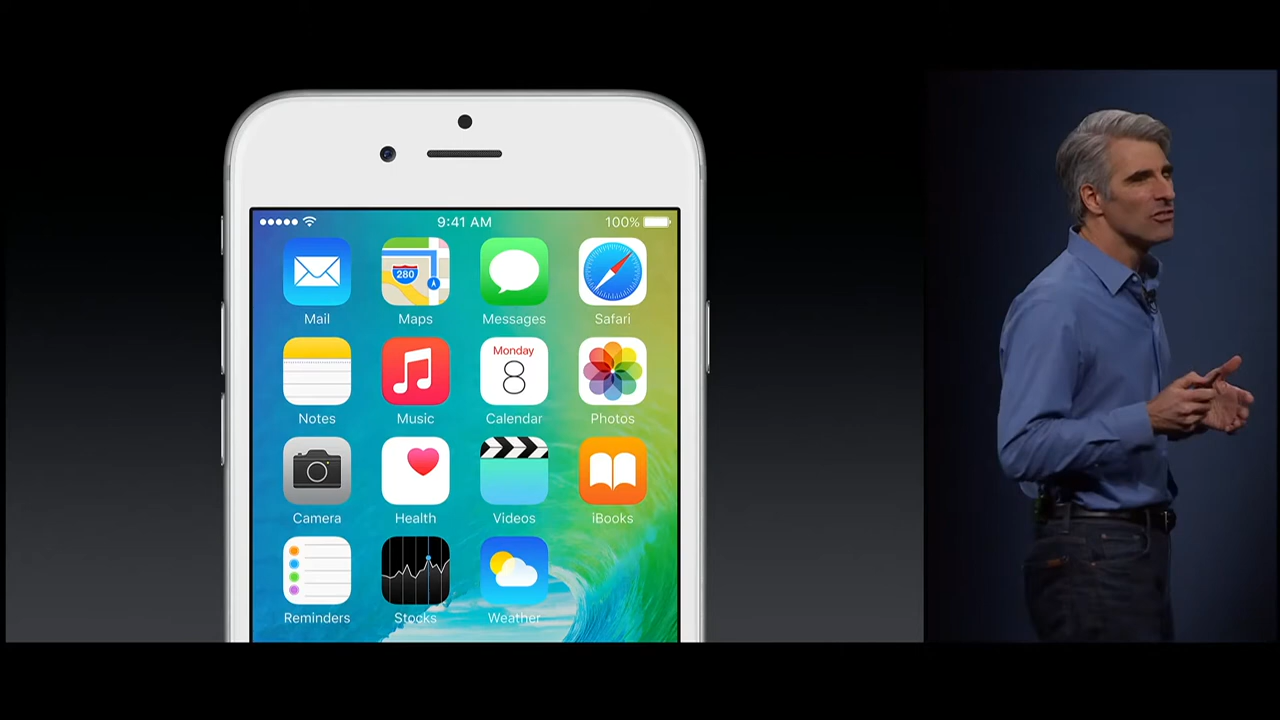 9:41 AM 100%
Mail Maps Messages Safari
280
Monday
8
Notes Music Calendar Photos
Camera Health Videos iBooks
Reminders Stocks Weather